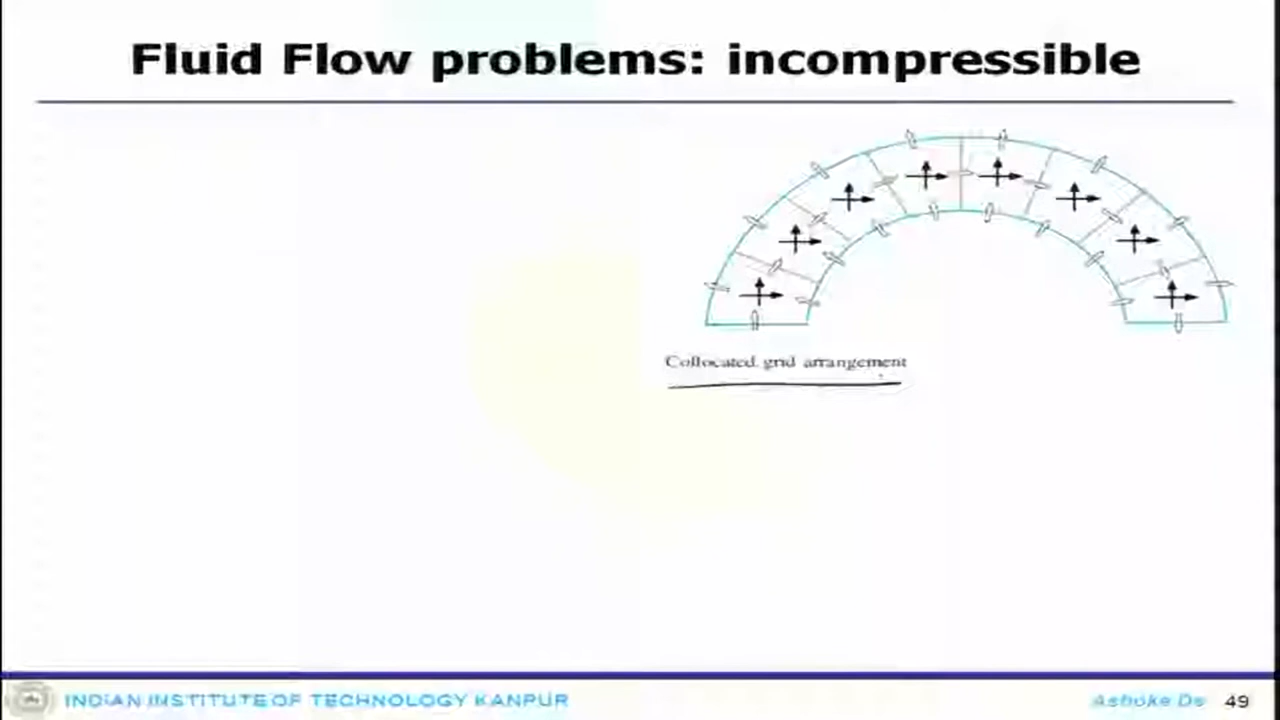 Fluid Flow problems: incompressible
Collocated grid arrangement
INDIAN INSTITUTE OF TECHNOLOGY KANPUR
Ashoke De 49